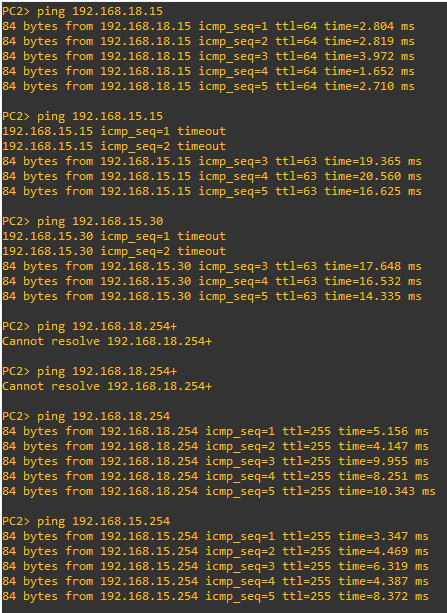 PC2> ping 192.168.18.15
84 bytes from 192.168.18.15 icmp_seq=1 ttl=64 time=2.804 ms
84 bytes from 192.168.18.15 icmp_seq=2 ttl=64 time=2.819 ms
84 bytes from 192.168.18.15 icmp_seq=3 ttl=64 time=3.972 ms
84 bytes from 192.168.18.15 icmp_seq=4 ttl=64 time=1.652 ms
84 bytes from 192.168.18.15 icmp_seq=5 ttl=64 time=2.710 ms
PC2> ping 192.168.15.15
192.168.15.15 icmp_seq=1 timeout
192.168.15.15 icmp_seq=2 timeout
84 bytes from 192.168.15.15 icmp_seq=3 ttl=63 time=19.365 ms
84 bytes from 192.168.15.15 icmp_seq=4 ttl=63 time=20.560 ms
84 bytes from 192.168.15.15 icmp_seq=5 ttl=63 time=16.625 ms
PC2> ping 192.168.15.30
192.168.15.30 icmp_seq=1 timeout
192.168.15.30 icmp_seq=2 timeout
84 bytes from 192.168.15.30 icmp_seq=3 ttl=63 time=17.648 ms
84 bytes from 192.168.15.30 icmp_seq=4 ttl=63 time=16.532 ms
84 bytes from 192.168.15.30 icmp_seq=5 ttl=63 time=14.335 ms
PC2> ping 192.168.18.254+
Cannot resolve 192.168.18.254+
PC2> ping 192.168.18.254+
Cannot resolve 192.168.18.254+
PC2> ping 192.168.18.254
84 bytes from 192.168.18.254 icmp_seq=1 ttl=255 time=5.156 ms
84 bytes from 192.168.18.254 icmp_seq=2 ttl=255 time=4.147 ms
84 bytes from 192.168.18.254 icmp_seq=3 ttl=255 time=9.955 ms
84 bytes from 192.168.18.254 icmp_seq=4 ttl=255 time=8.251 ms
84 bytes from 192.168.18.254 icmp_seq=5 ttl=255 time=10.343 ms
PC2> ping 192.168.15.254
84 bytes from 192.168.15.254 icmp_seq=1 ttl=255 time=3.347 ms
84 bytes from 192.168.15.254 icmp_seq=2 ttl=255 time=4.469 ms
84 bytes from 192.168.15.254 icmp_seq=3 ttl=255 time=6.319 ms
84 bytes from 192.168.15.254 icmp_seq=4 ttl=255 time=4.387 ms
84 bytes from 192.168.15.254 icmp_seq=5 ttl=255 time=8.372 ms